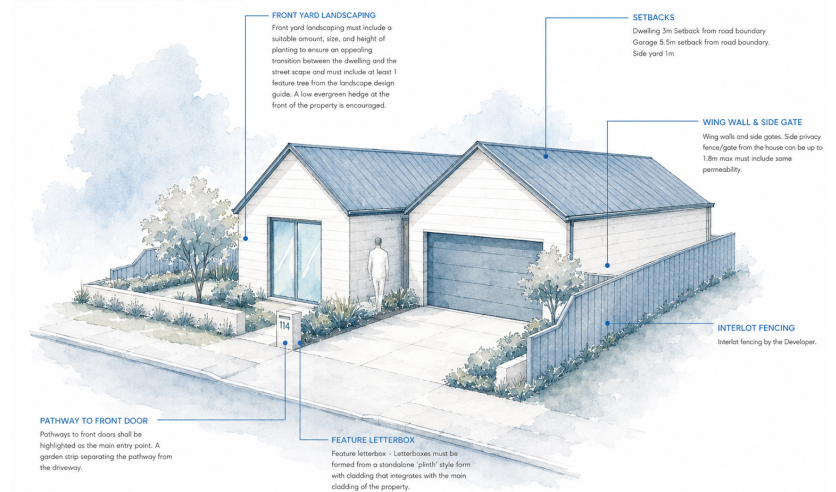 FRONT YARD LANDSCAPING
Front yard landscaping must include a
suitable amount, size, and height of
planting to ensure an appealing
transition between the dwelling and the
street scape and must include at least 1
feature tree from the landscape design
guide. A low evergreen hedge at the
front of the property is encouraged.
SETBACKS
Dwelling 3m Setback from road boundary
Garage 5.5m setback from road boundary.
Side yard 1m
WING WALL & SIDE GATE
Wing walls and side gates. Side privacy
fence/gate from the house can be up to
1.8m max must include some
permeability.
114
INTERLOT FENCING
Interlot fencing by the Developer.
PATHWAY TO FRONT DOOR
Pathways to front doors shall be
highlighted as the main entry point. A
garden strip separating the pathway from
the driveway.
FEATURE LETTERBOX
Feature letterbox - Letterboxes must be
formed from a standalone 'plinth' style form
with cladding that integrates with the main
cladding of the property.